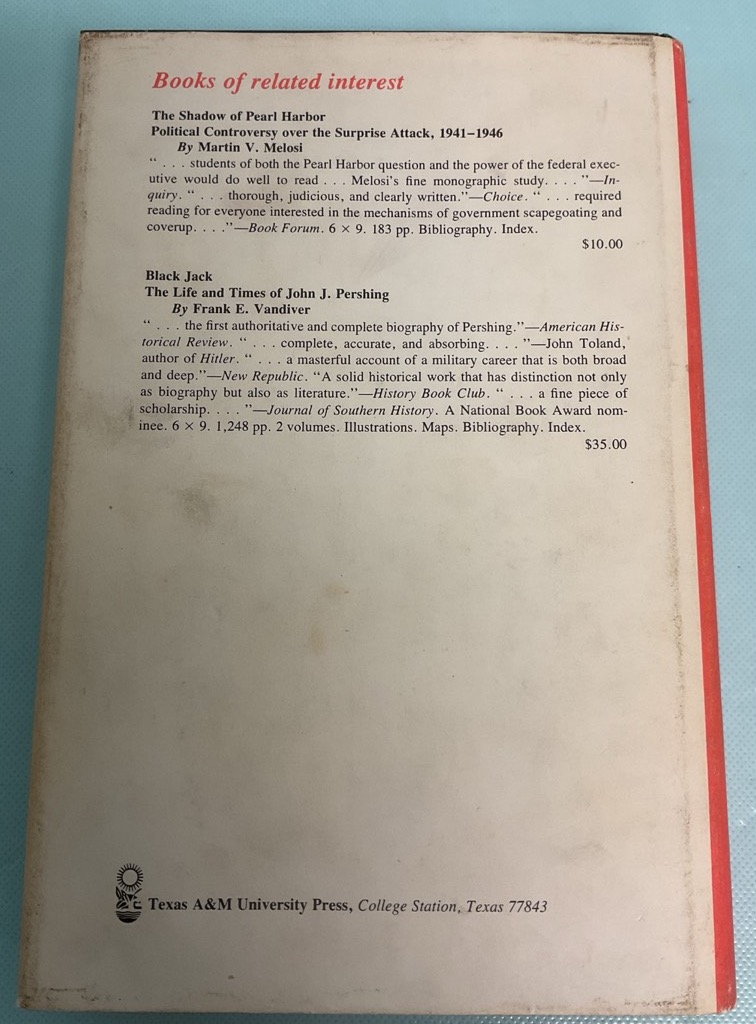 Books of related interest
The Shadow of Pearl Harbor
Political Controversy over the Surprise Attack, 1941–1946
By Martin V. Melosi
“ . . . students of both the Pearl Harbor question and the power of the federal exec-
utive would do well to read . . . Melosi’s fine monographic study. . . . ”—In-
quiry. “ . . . thorough, judicious, and clearly written.”—Choice. “ . . . required
reading for everyone interested in the mechanisms of government scapegoating and
coverup. . . .”—Book Forum. 6 × 9. 183 pp. Bibliography. Index.
$10.00
Black Jack
The Life and Times of John J. Pershing
By Frank E. Vandiver
“ . . . the first authoritative and complete biography of Pershing.”—American His-
torical Review. “ . . . complete, accurate, and absorbing. . . . ”—John Toland,
author of Hitler. “ . . . a masterful account of a military career that is both broad
and deep.”—New Republic. “A solid historical work that has distinction not only
as biography but also as literature.”—History Book Club. “ . . . a fine piece of
scholarship. . . . ”—Journal of Southern History. A National Book Award nom-
inee. 6 × 9. 1,248 pp. 2 volumes. Illustrations. Maps. Bibliography. Index.
$35.00
Texas A&M University Press, College Station, Texas 77843